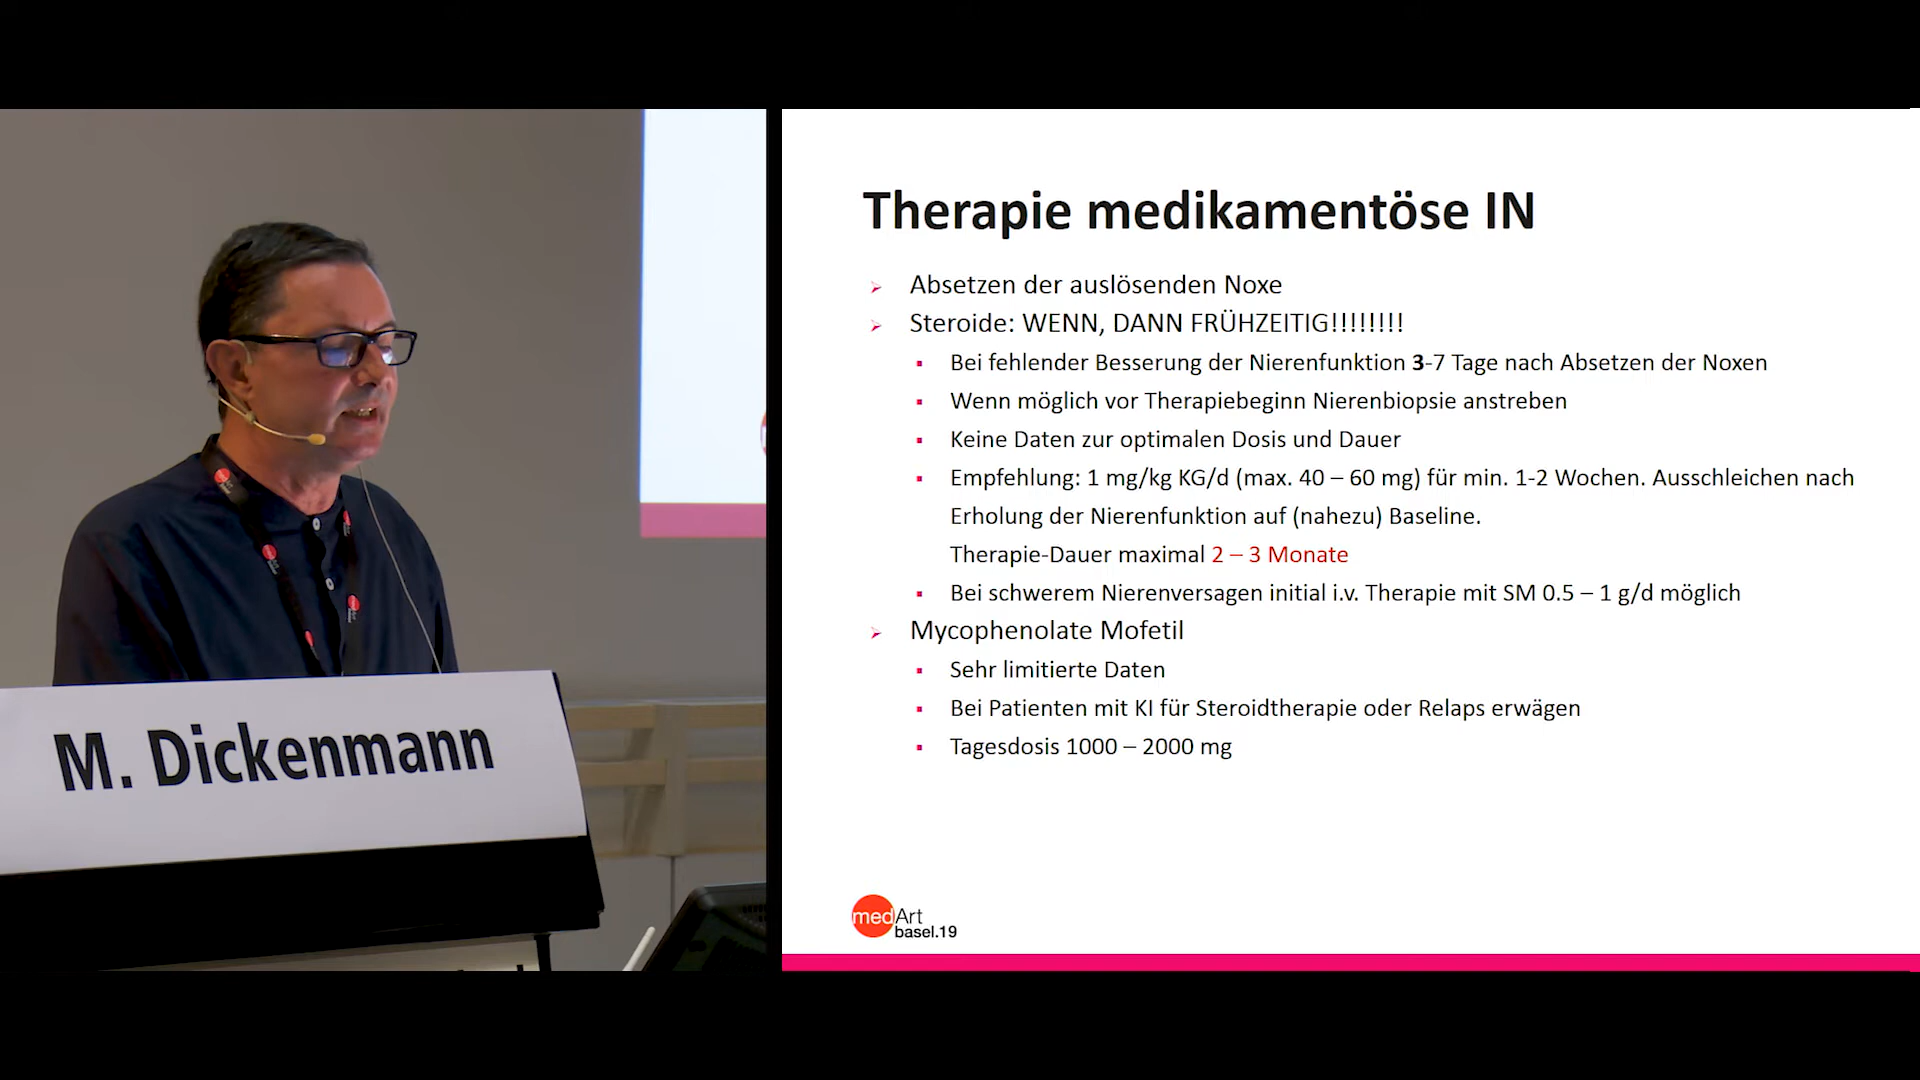 M. Dickenmann
Therapie medikamentöse IN
Absetzen der auslösenden Noxe
Steroide: WENN, DANN FRÜHZEITIG!!!!!!!!
Bei fehlender Besserung der Nierenfunktion 3-7 Tage nach Absetzen der Noxen
Wenn möglich vor Therapiebeginn Nierenbiopsie anstreben
Keine Daten zur optimalen Dosis und Dauer
Empfehlung: 1 mg/kg KG/d (max. 40 – 60 mg) für min. 1-2 Wochen. Ausschleichen nach
Erholung der Nierenfunktion auf (nahezu) Baseline.
Therapie-Dauer maximal 2 – 3 Monate
Bei schwerem Nierenversagen initial i.v. Therapie mit SM 0.5 – 1 g/d möglich
Mycophenolate Mofetil
Sehr limitierte Daten
Bei Patienten mit KI für Steroidtherapie oder Relaps erwägen
Tagesdosis 1000 – 2000 mg
medArt
basel.19